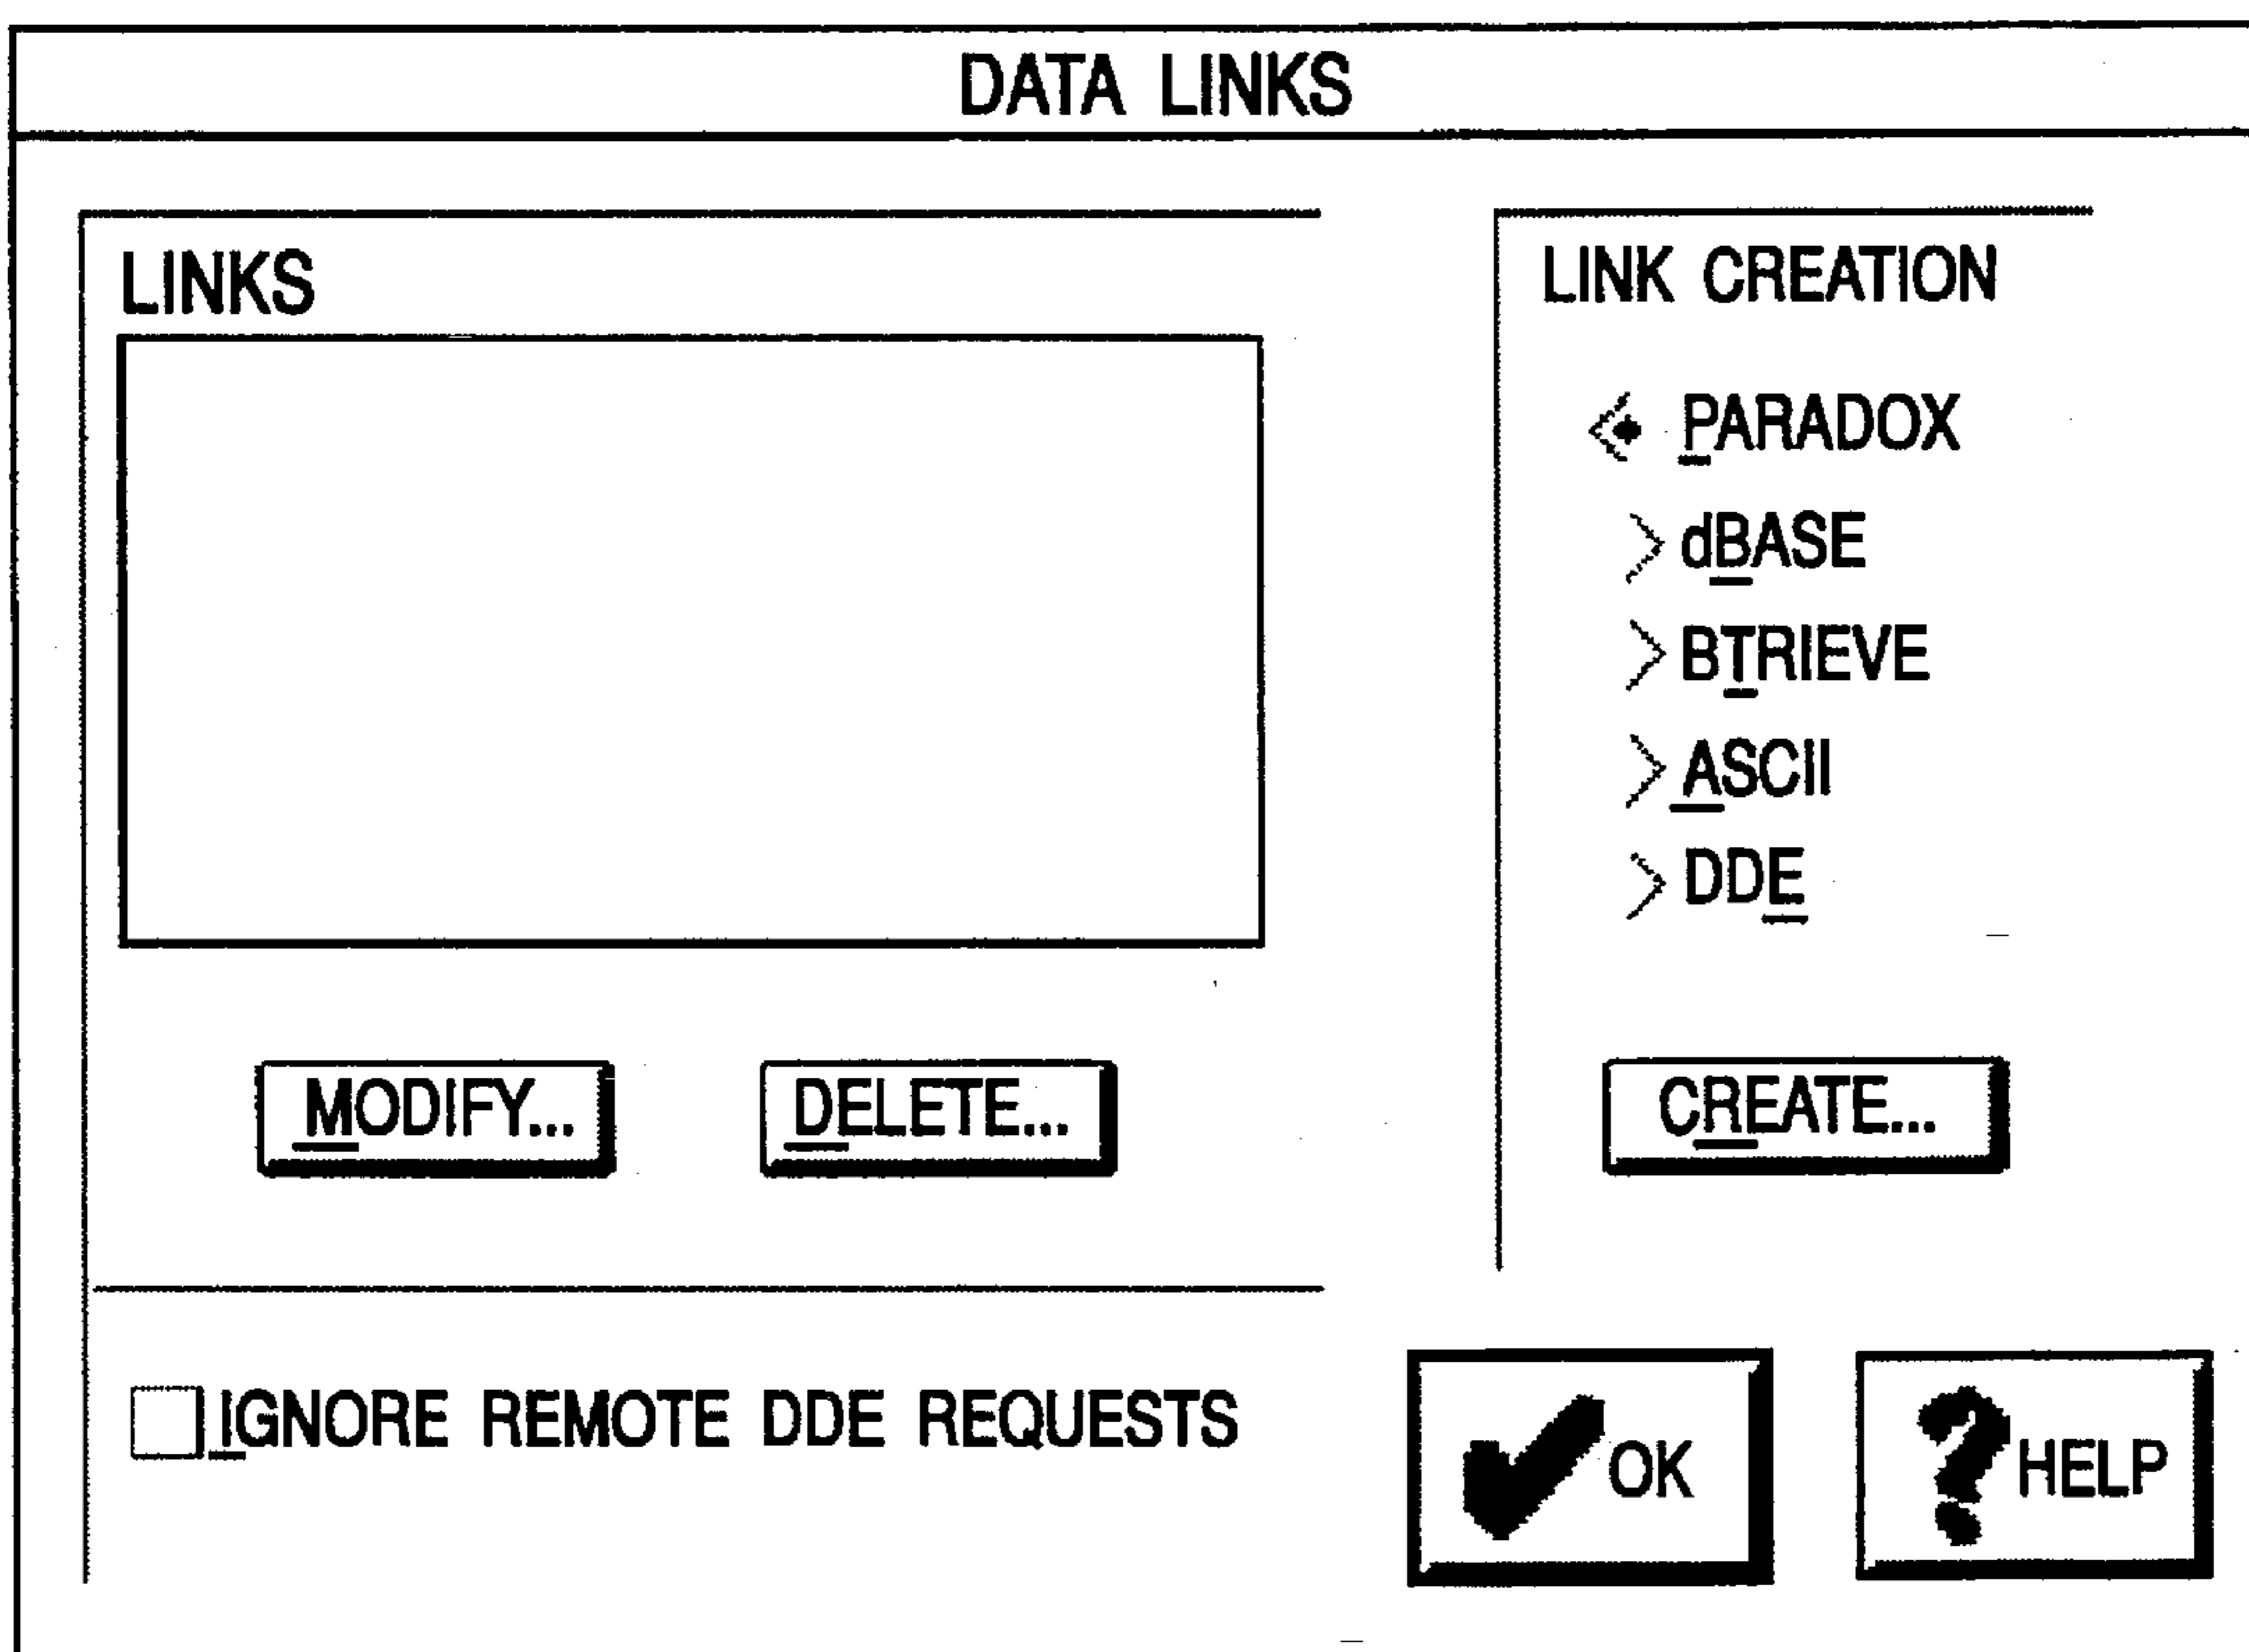 DATA LINKS
LINKS
MODIFY...
DELETE...
LINK CREATION
PARADOX
dBASE
BTRIEVE
ASCII
DDE
CREATE...
IGNORE REMOTE DDE REQUESTS
OK
HELP